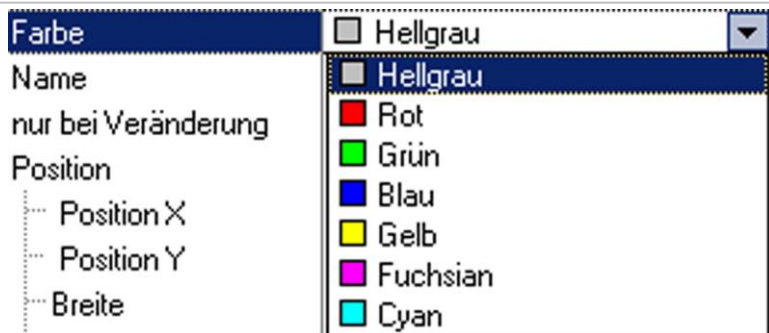 Farbe Hellgrau
Name Hellgrau
nur bei Veränderung Rot
Position Grün
Position X Blau
Position Y Gelb
Breite Fuchsian
Cyan